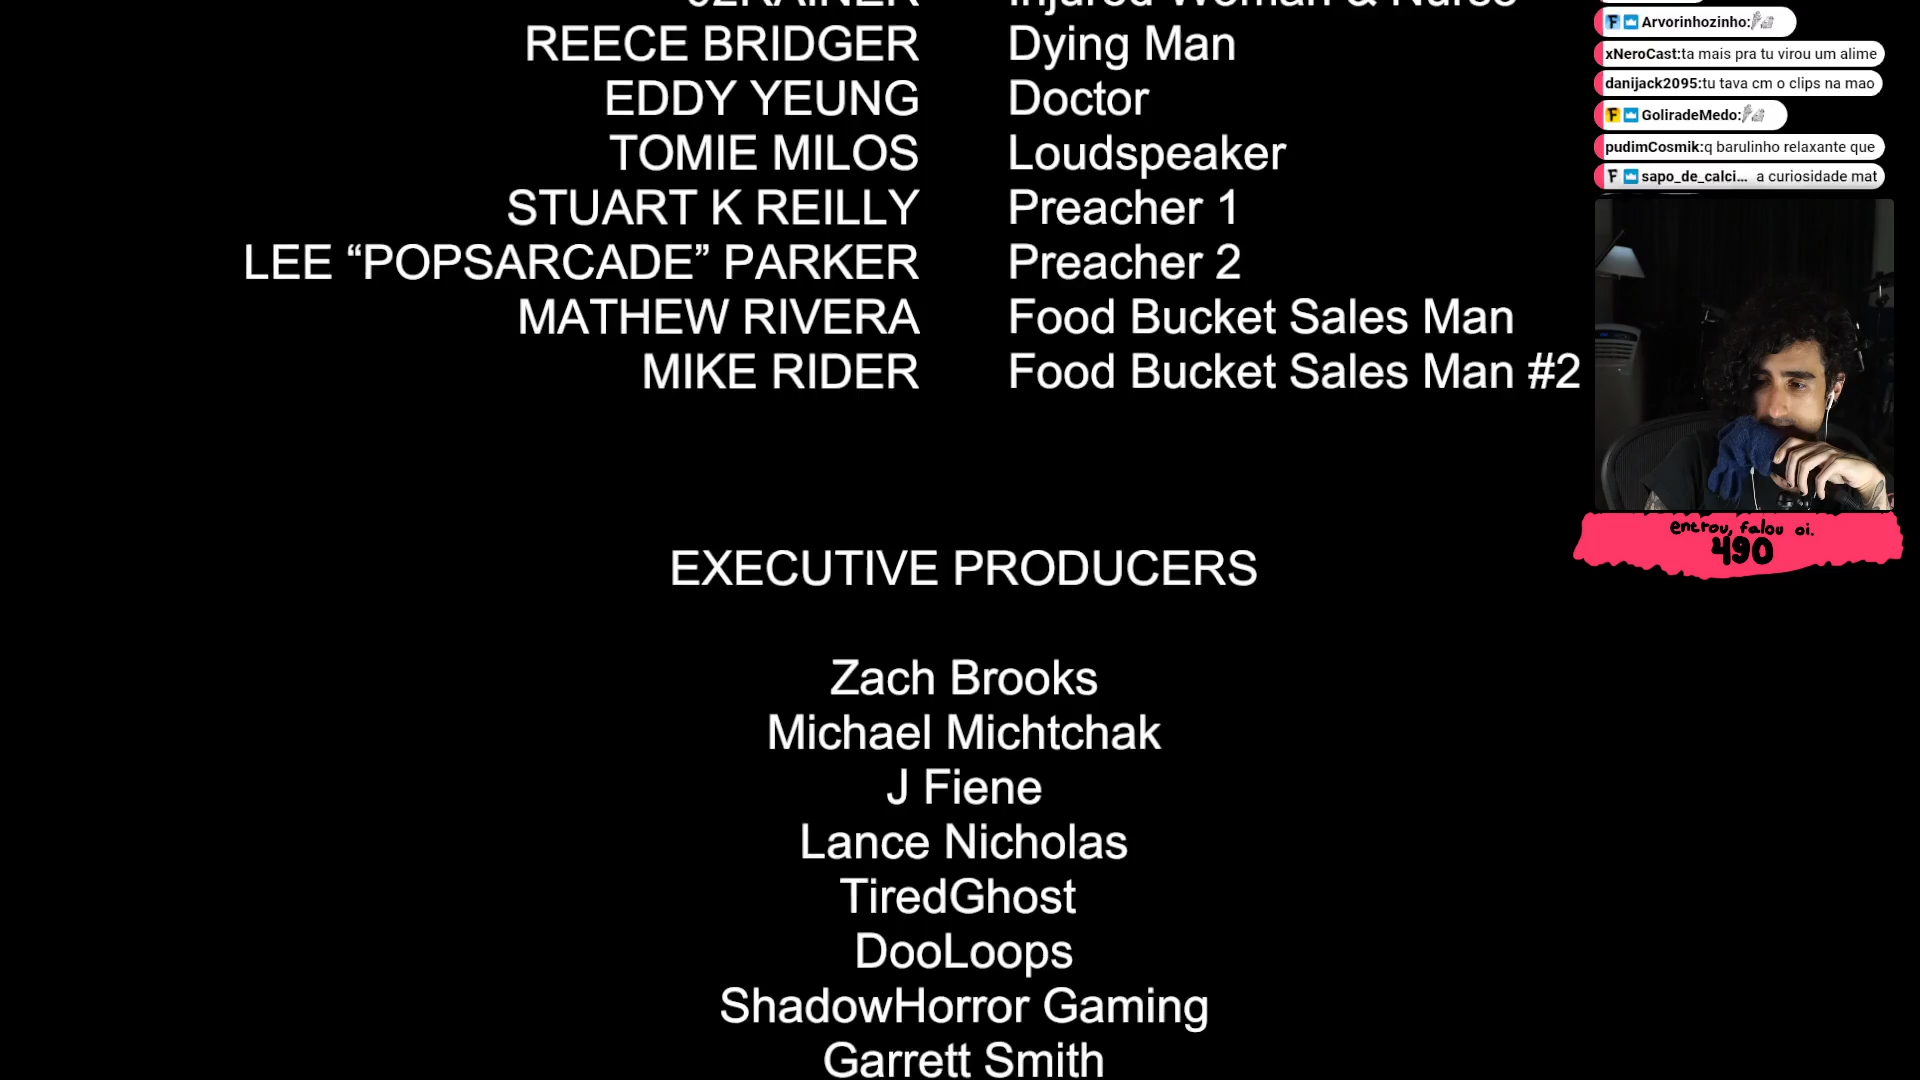 REECE BRIDGER Dying Man
EDDY YEUNG Doctor
TOMIE MILOS Loudspeaker
STUART K REILLY Preacher 1
LEE “POPSARCADE” PARKER Preacher 2
MATHEW RIVERA Food Bucket Sales Man
MIKE RIDER Food Bucket Sales Man #2
EXECUTIVE PRODUCERS
Zach Brooks
Michael Michtchak
J Fiene
Lance Nicholas
TiredGhost
DooLoops
ShadowHorror Gaming
Garrett Smith
Arvorinhozinho:
xNeroCast:ta mais pra tu virou um alime
danijack2095:tu tava cm o clips na mao
GoliradeMedo:
pudimCosmik:q barulinho relaxante que
sapo_de_calci... a curiosidade mat
entrou, falou oi.
490